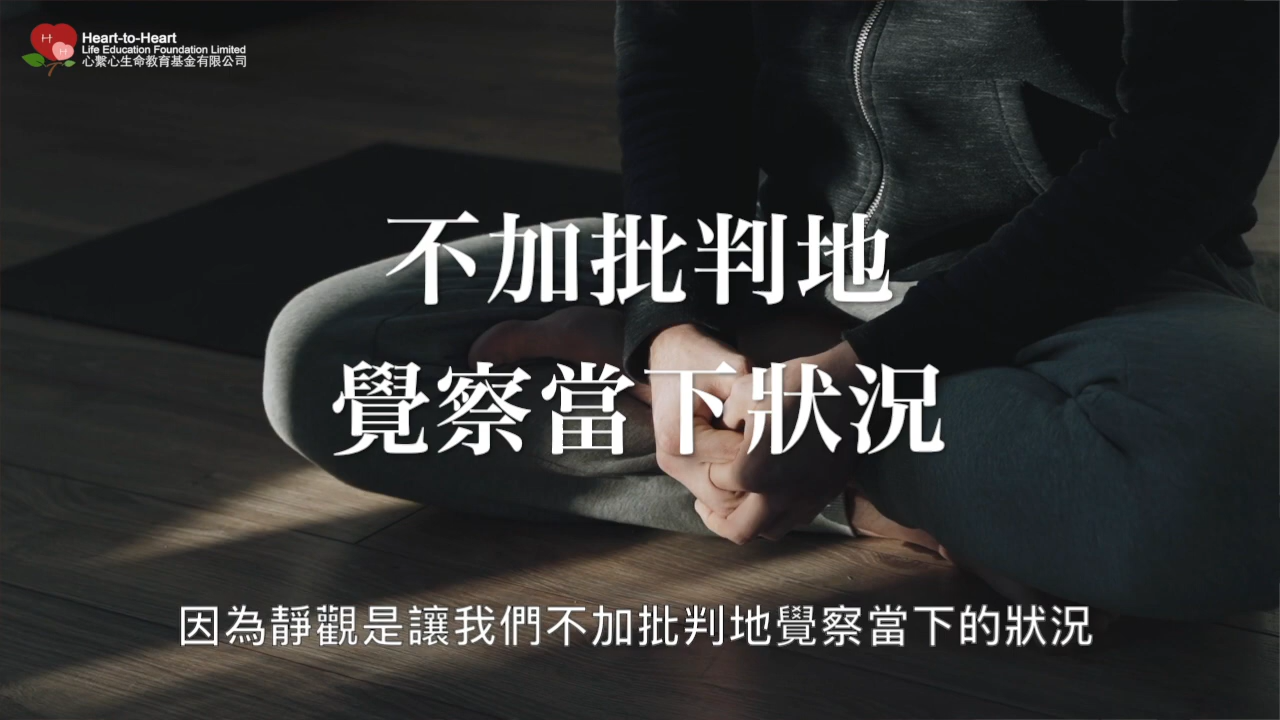 Heart-to-Heart
Life Education Foundation Limited
心繫心生命教育基金有限公司
不加批判地
覺察當下狀況
因為靜觀是讓我們不加批判地覺察當下的狀況